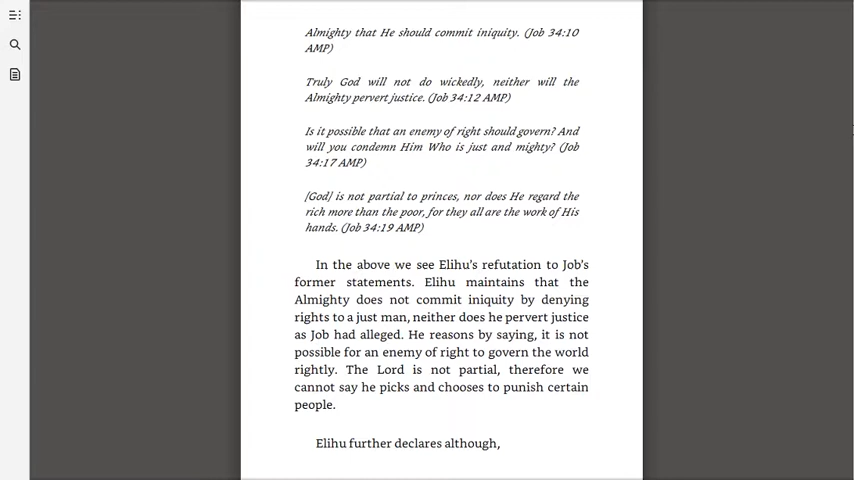 Almighty that He should commit iniquity. (Job 34:10
AMP)
Truly God will not do wickedly, neither will the
Almighty pervert justice. (Job 34:12 AMP)
Is it possible that an enemy of right should govern? And
will you condemn Him Who is just and mighty? (Job
34:17 AMP)
[God] is not partial to princes, nor does He regard the
rich more than the poor, for they all are the work of His
hands. (Job 34:19 AMP)
In the above we see Elihu's refutation to Job's
former statements. Elihu maintains that the
Almighty does not commit iniquity by denying
rights to a just man, neither does he pervert justice
as Job had alleged. He reasons by saying, it is not
possible for an enemy of right to govern the world
rightly. The Lord is not partial, therefore we
cannot say he picks and chooses to punish certain
people.
Elihu further declares although,